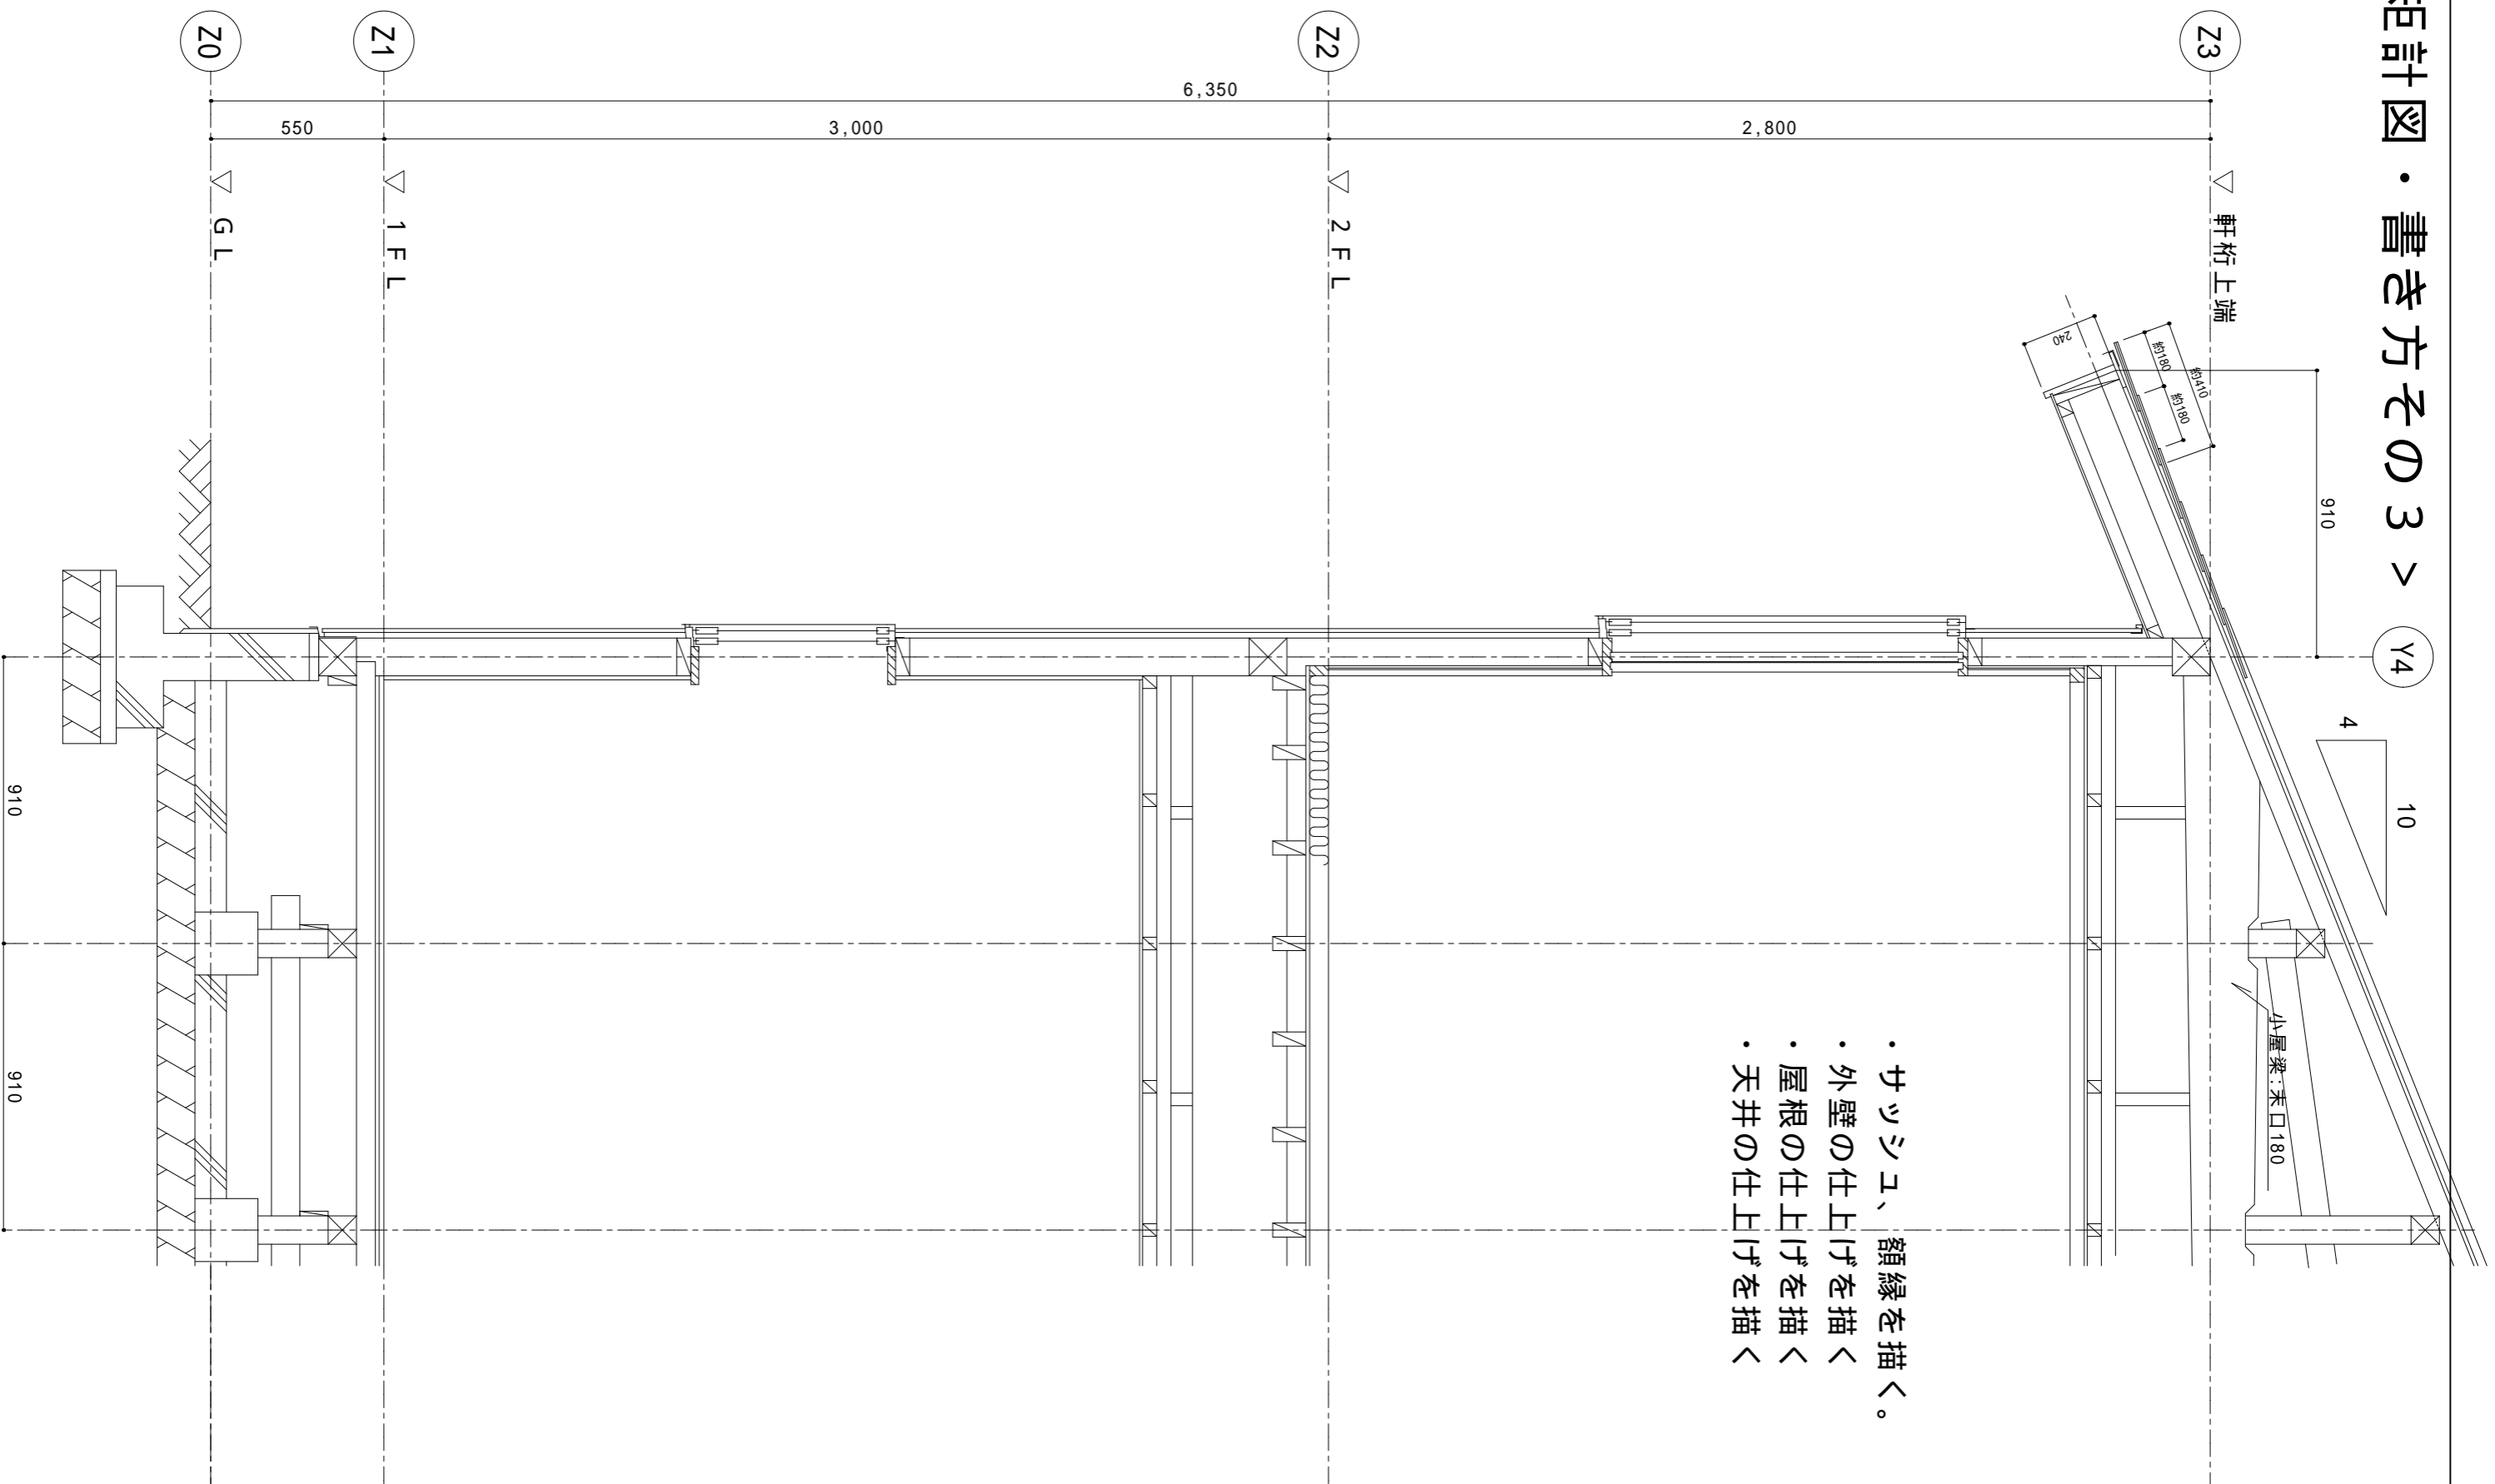 矩計図・書き方その3>
Z3
Z2
Z1
Z0
6,350
2,800
3,000
550
軒桁上端
2FL
1FL
GL
910
約410
約180
約180
240
Y4
4
10
小屋梁:末口180
・サッシュ、額縁を描く。
・外壁の仕上げを描く
・屋根の仕上げを描く
・天井の仕上げを描く
910
910